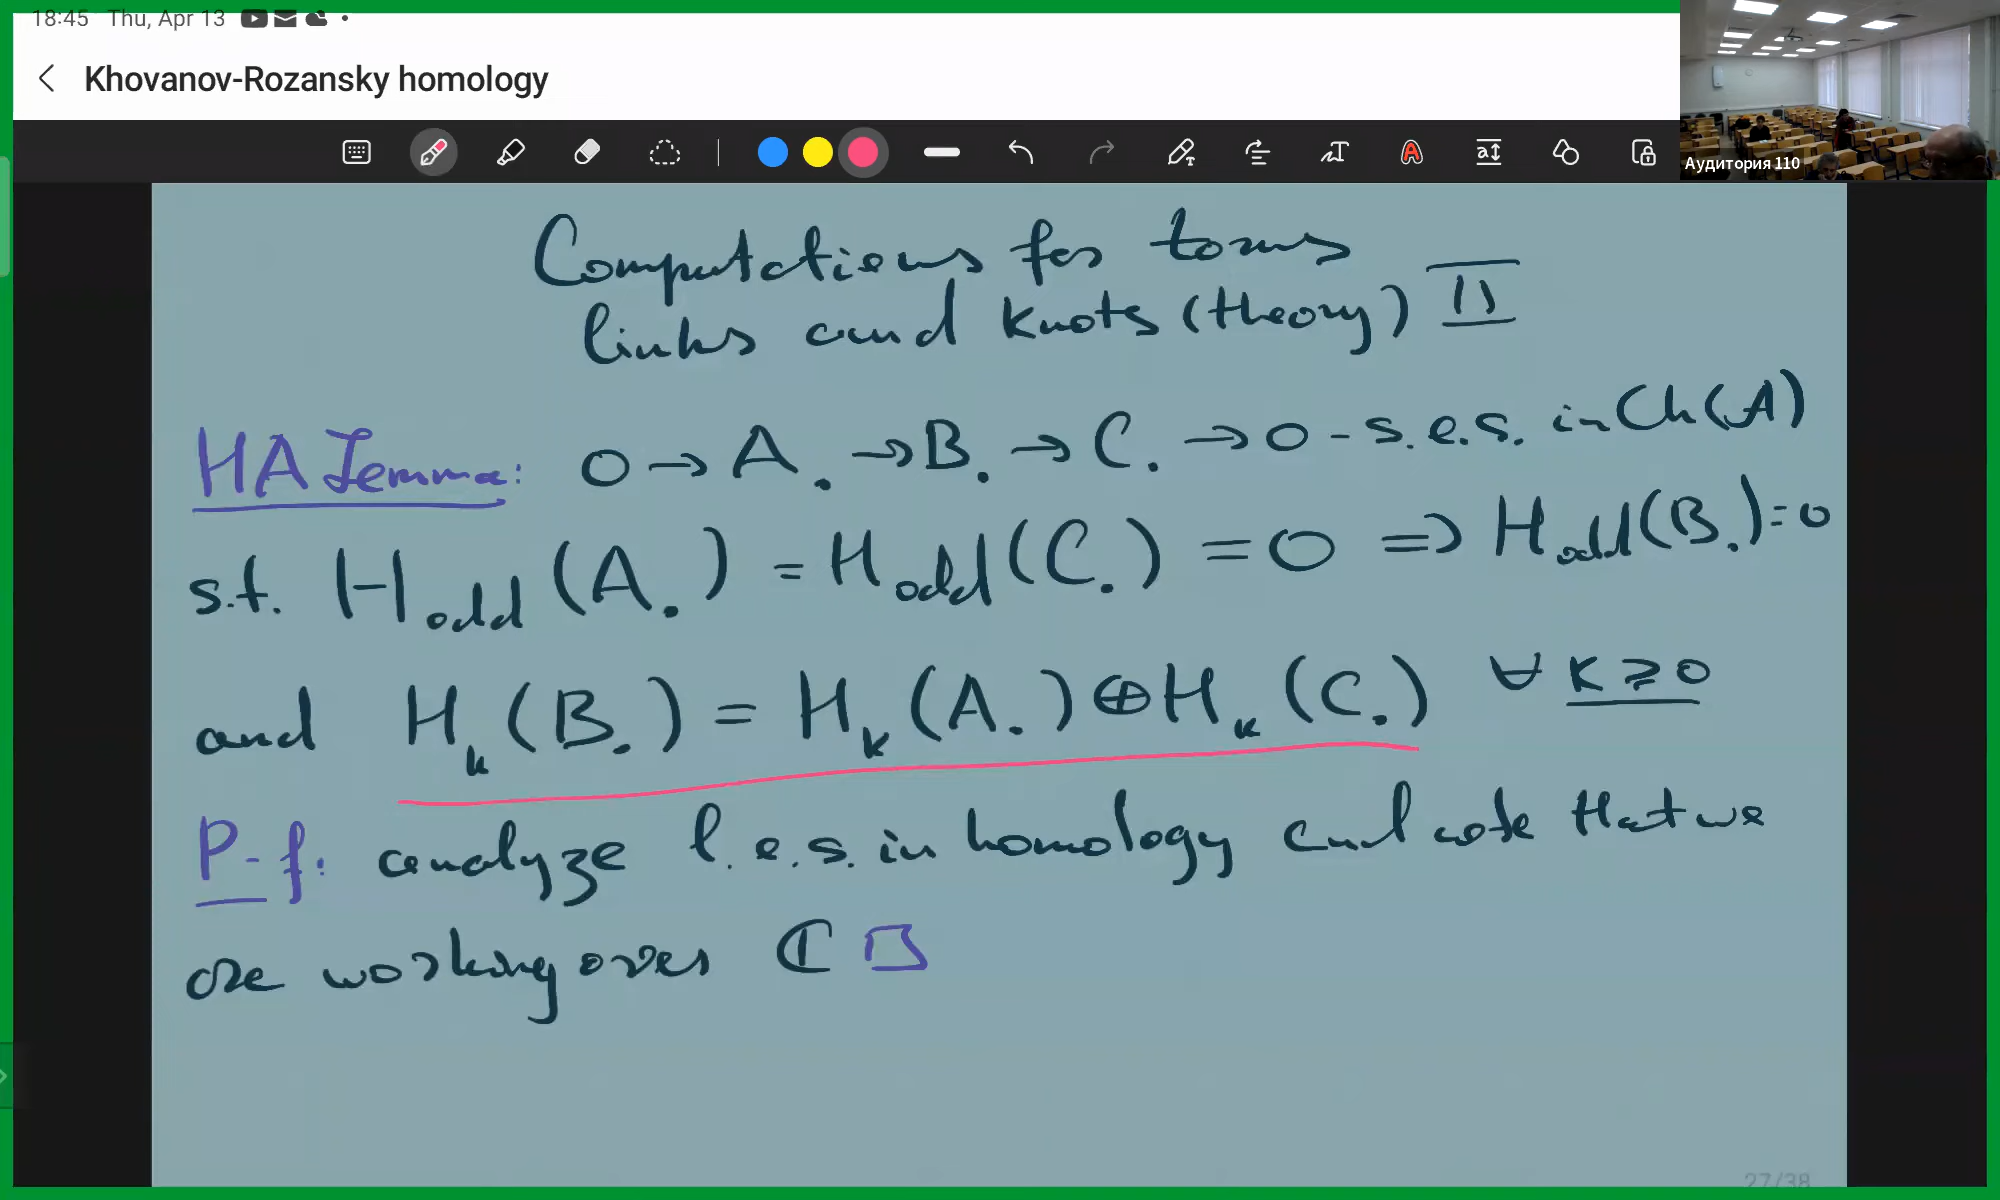 18:45 Thu, Apr 13
Khovanov-Rozansky homology
Аудитория 110
Computations for torus
links and knots (theory) II
HA Lemma: 0 → A. → B. → C. → 0 - s.e.s. in Ch(A)
s.t. H_odd(A.) = H_odd(C.) = 0 ⇒ H_odd(B.) = 0
and H_k(B.) = H_k(A.) ⊕ H_k(C.) ∀ k ≥ 0
P-f: analyze l.e.s. in homology and note that we
are working over ℂ □
27/38